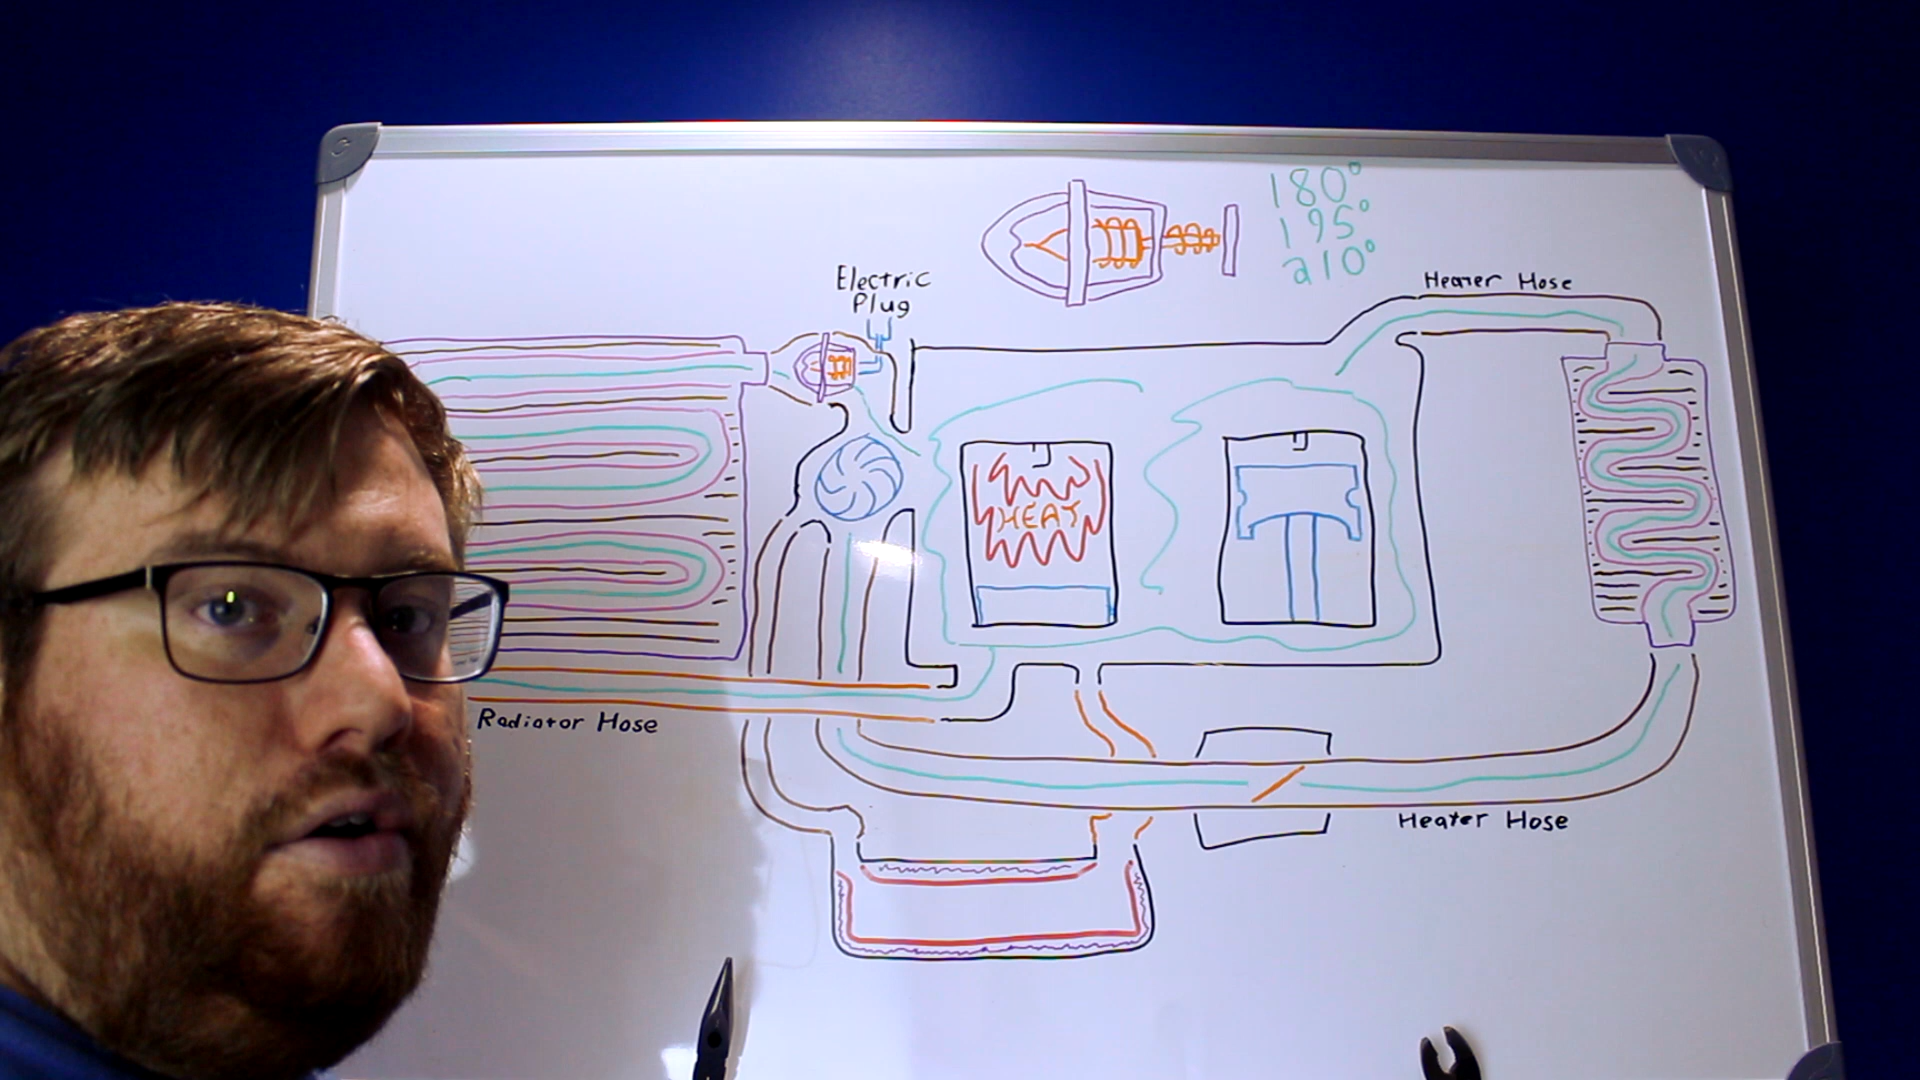 180°
195°
210°
Electric
Plug
Heater Hose
HEAT
Radiator Hose
Heater Hose